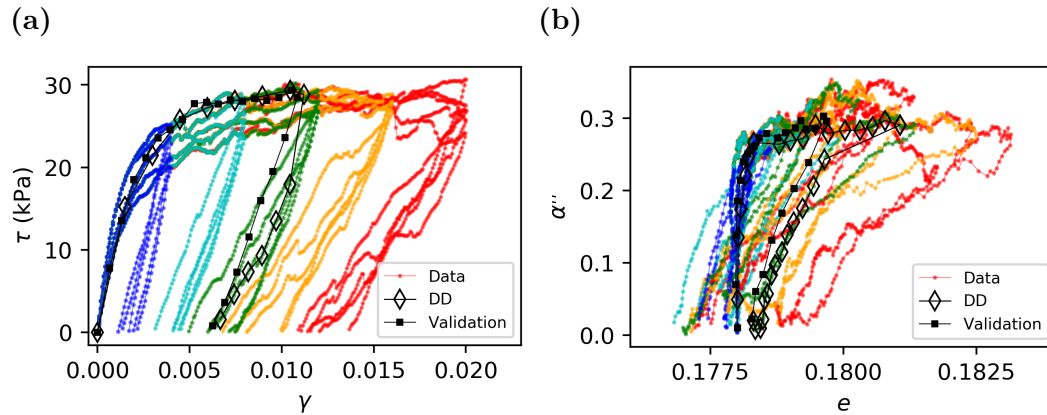 (a)
(b)
τ (kPa)
30
20
10
0
0.000
0.005
0.010
0.015
0.020
γ
Data
DD
Validation
α'''
0.3
0.2
0.1
0.0
0.1775
0.1800
0.1825
e
Data
DD
Validation